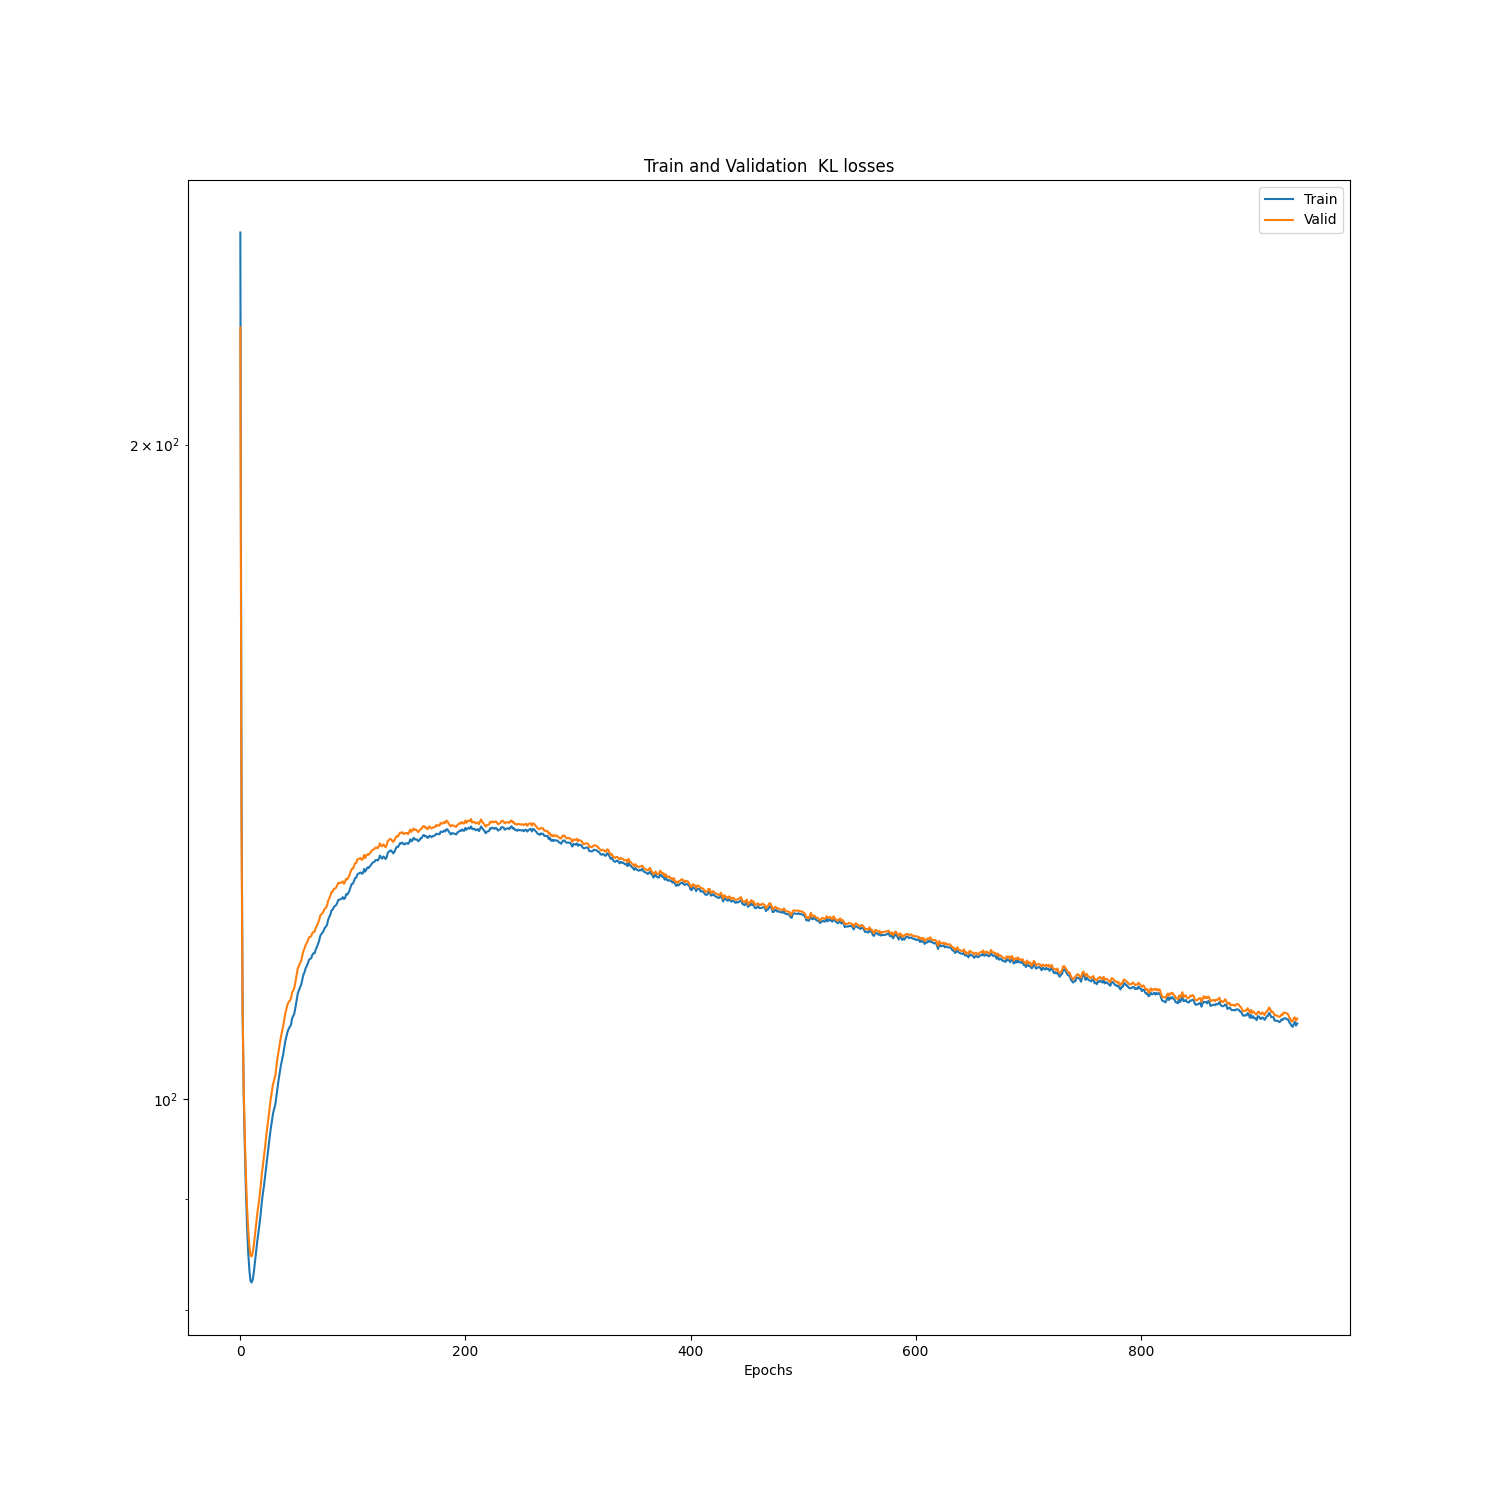 Train and Validation  KL losses
Train
Valid
2 × 10²
10²
0 200 400 600 800
Epochs